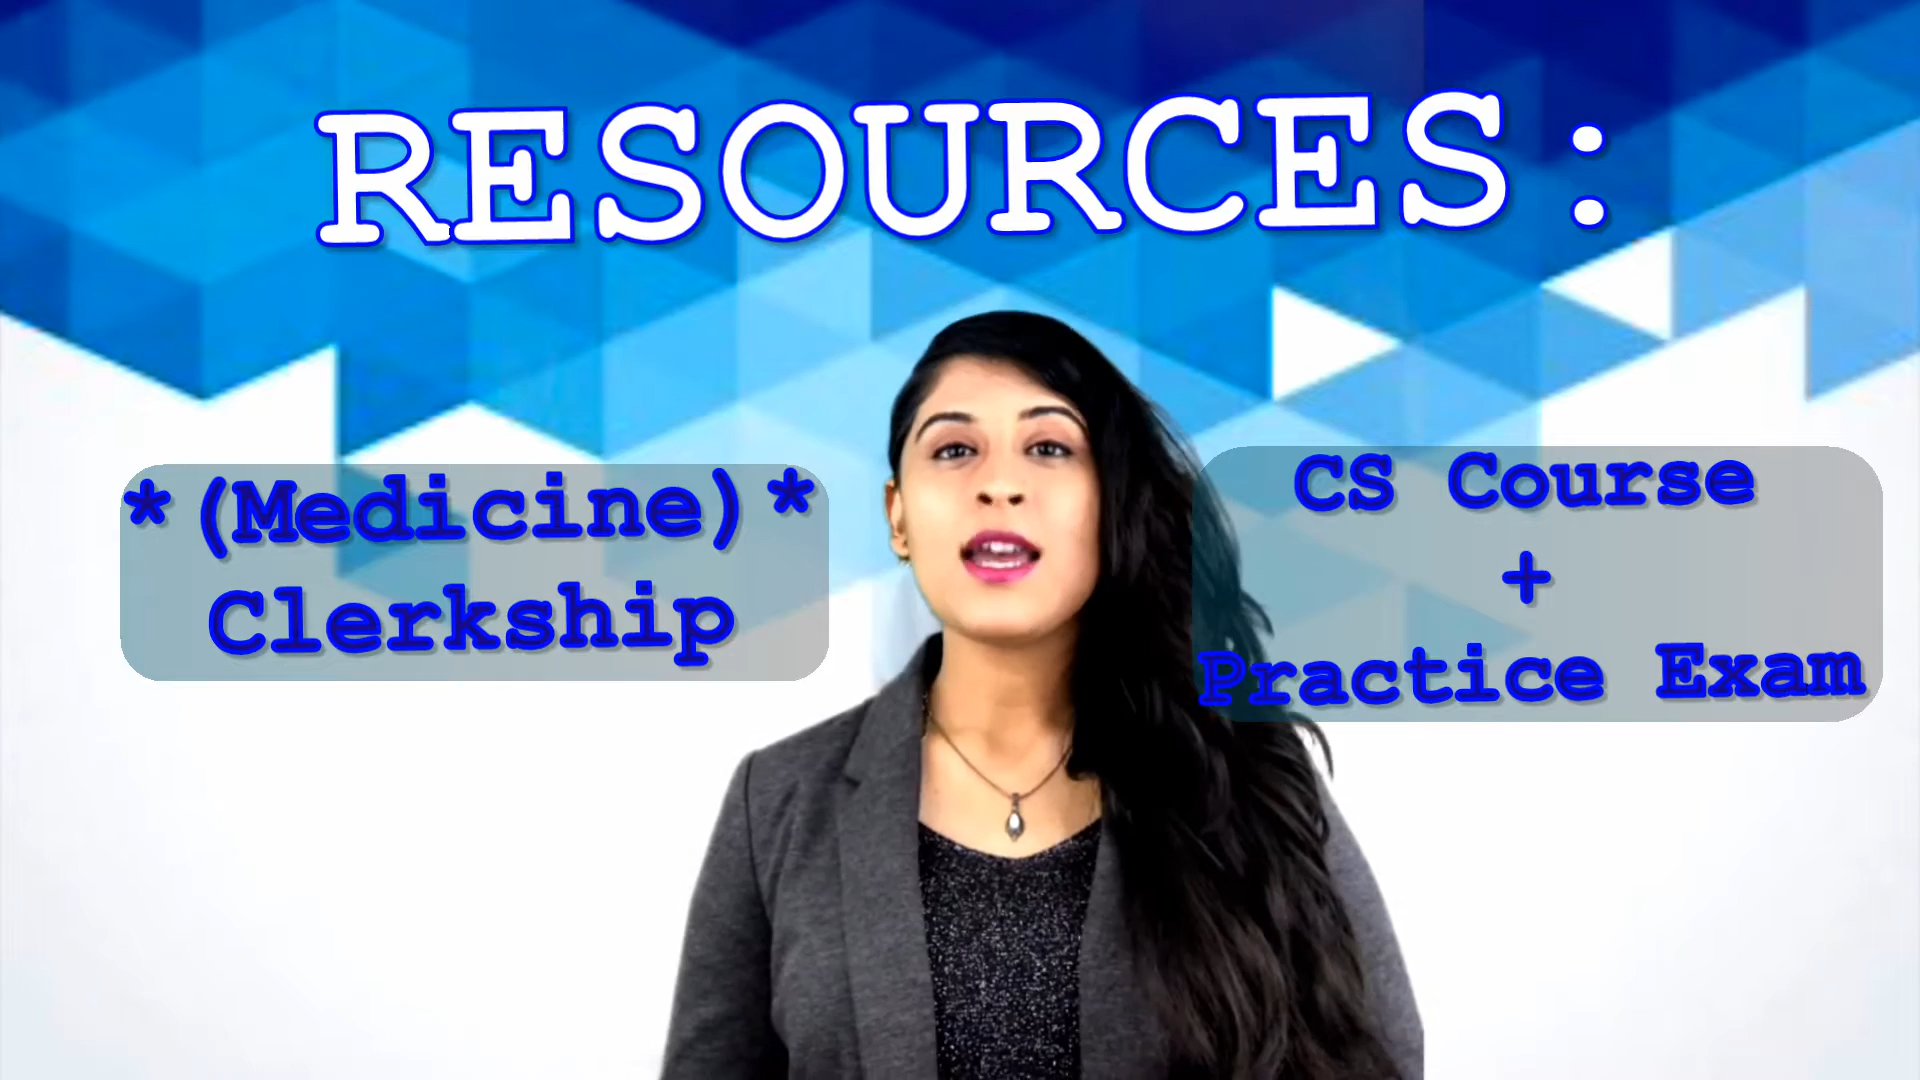 RESOURCES:
*(Medicine)*
Clerkship
CS Course
+
Practice Exam